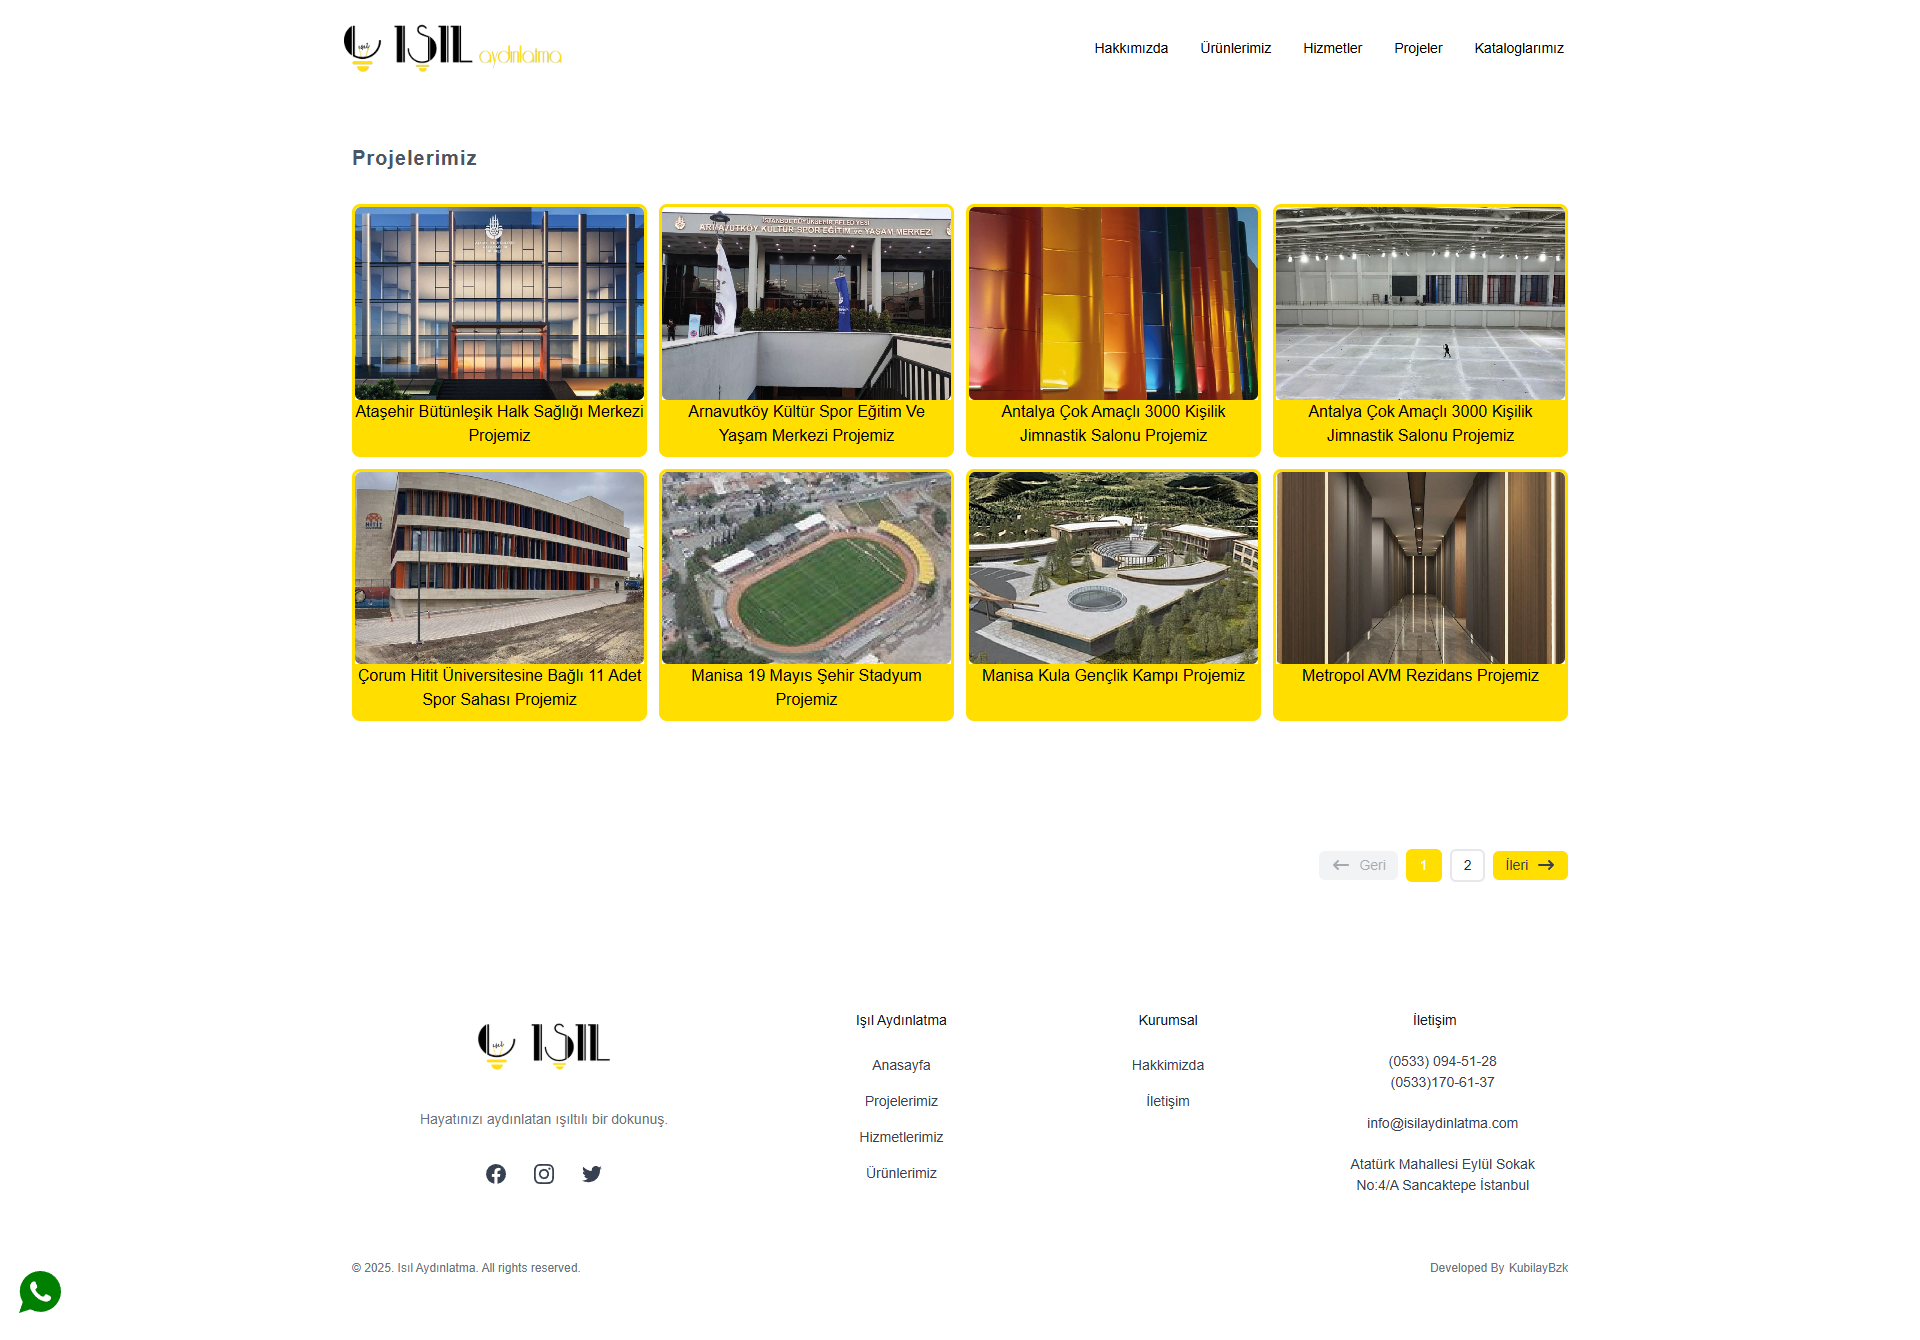 IŞIL aydınlatma
Hakkımızda
Ürünlerimiz
Hizmetler
Projeler
Kataloglarımız
Projelerimiz
İSTANBUL BÜYÜKŞEHİR BELEDİYESİ
ARNAVUTKÖY KÜLTÜR SPOR EĞİTİM ve YAŞAM MERKEZİ
Ataşehir Bütünleşik Halk Sağlığı Merkezi
Projemiz
Arnavutköy Kültür Spor Eğitim Ve
Yaşam Merkezi Projemiz
Antalya Çok Amaçlı 3000 Kişilik
Jimnastik Salonu Projemiz
Antalya Çok Amaçlı 3000 Kişilik
Jimnastik Salonu Projemiz
Çorum Hitit Üniversitesine Bağlı 11 Adet
Spor Sahası Projemiz
Manisa 19 Mayıs Şehir Stadyum
Projemiz
Manisa Kula Gençlik Kampı Projemiz
Metropol AVM Rezidans Projemiz
Geri
1
2
İleri
IŞIL
Hayatınızı aydınlatan ışıltılı bir dokunuş.
Işıl Aydınlatma
Anasayfa
Projelerimiz
Hizmetlerimiz
Ürünlerimiz
Kurumsal
Hakkimizda
İletişim
İletişim
(0533) 094-51-28
(0533)170-61-37
info@isilaydinlatma.com
Atatürk Mahallesi Eylül Sokak
No:4/A Sancaktepe İstanbul
© 2025. Isıl Aydınlatma. All rights reserved.
Developed By KubilayBzk